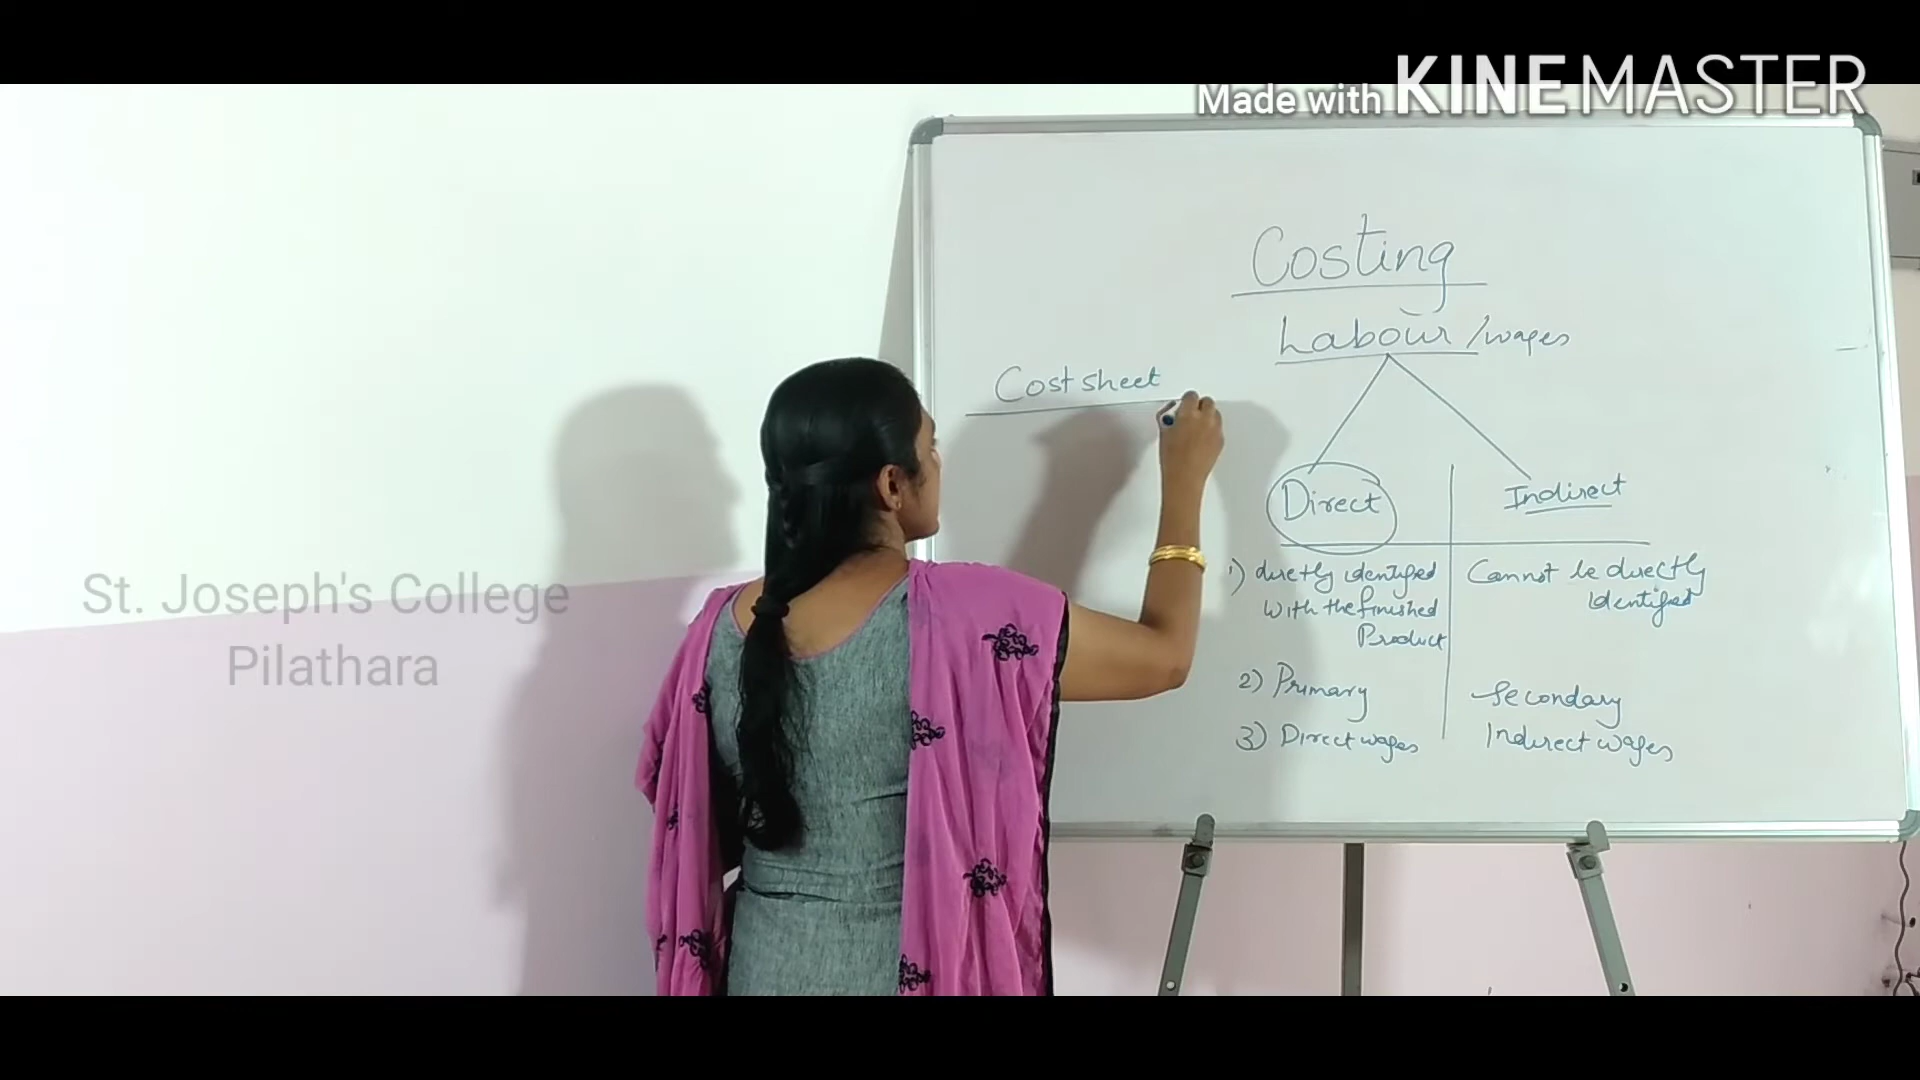 Made with KINEMASTER
Costing
Labour / wages
Cost sheet
Direct
Indirect
1) directly identified
with the finished
Product
Cannot be directly
identified
2) Primary
Secondary
3) Direct wages
Indirect wages
St. Joseph's College
Pilathara